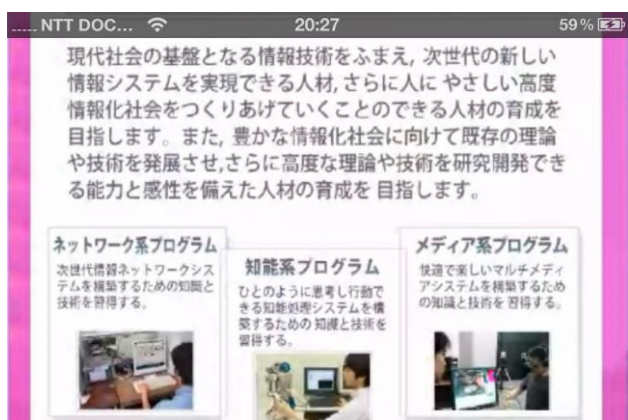 ..... NTT DOC... 20:27 59%
現代社会の基盤となる情報技術をふまえ, 次世代の新しい
情報システムを実現できる人材, さらに人に やさしい高度
情報化社会をつくりあげていくことのできる人材の育成を
目指します。また, 豊かな情報化社会に向けて既存の理論
や技術を発展させ,さらに高度な理論や技術を研究開発でき
る能力と感性を備えた人材の育成を 目指します。
ネットワーク系プログラム
次世代情報ネットワークシス
テムを構築するための知識と
技術を習得する。
知能系プログラム
ひとのように思考し行動で
きる知能処理システムを構
築するための 知識と技術を
習得する。
メディア系プログラム
快適で楽しいマルチメディ
アシステムを構築するため
の知識と技術を 習得する。